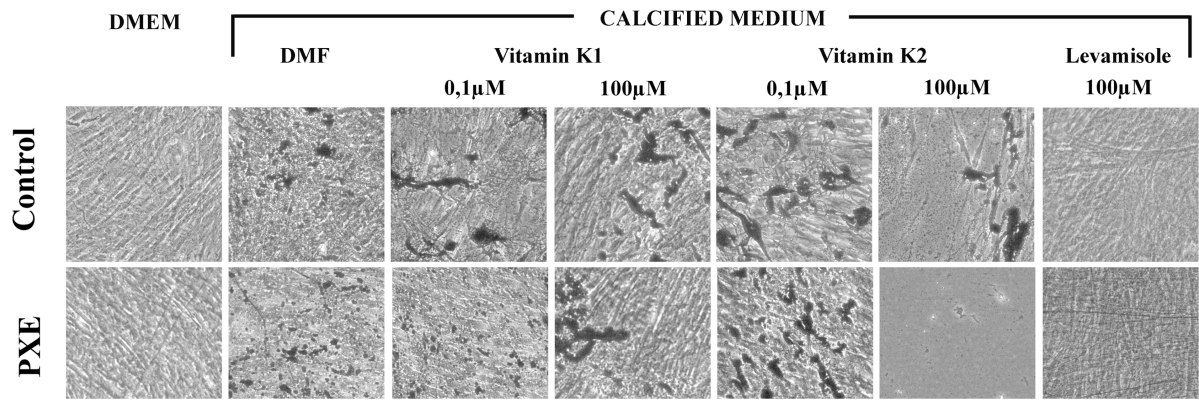 DMEM
CALCIFIED MEDIUM
DMF
Vitamin K1
Vitamin K2
Levamisole
0,1µM
100µM
0,1µM
100µM
100µM
Control
PXE